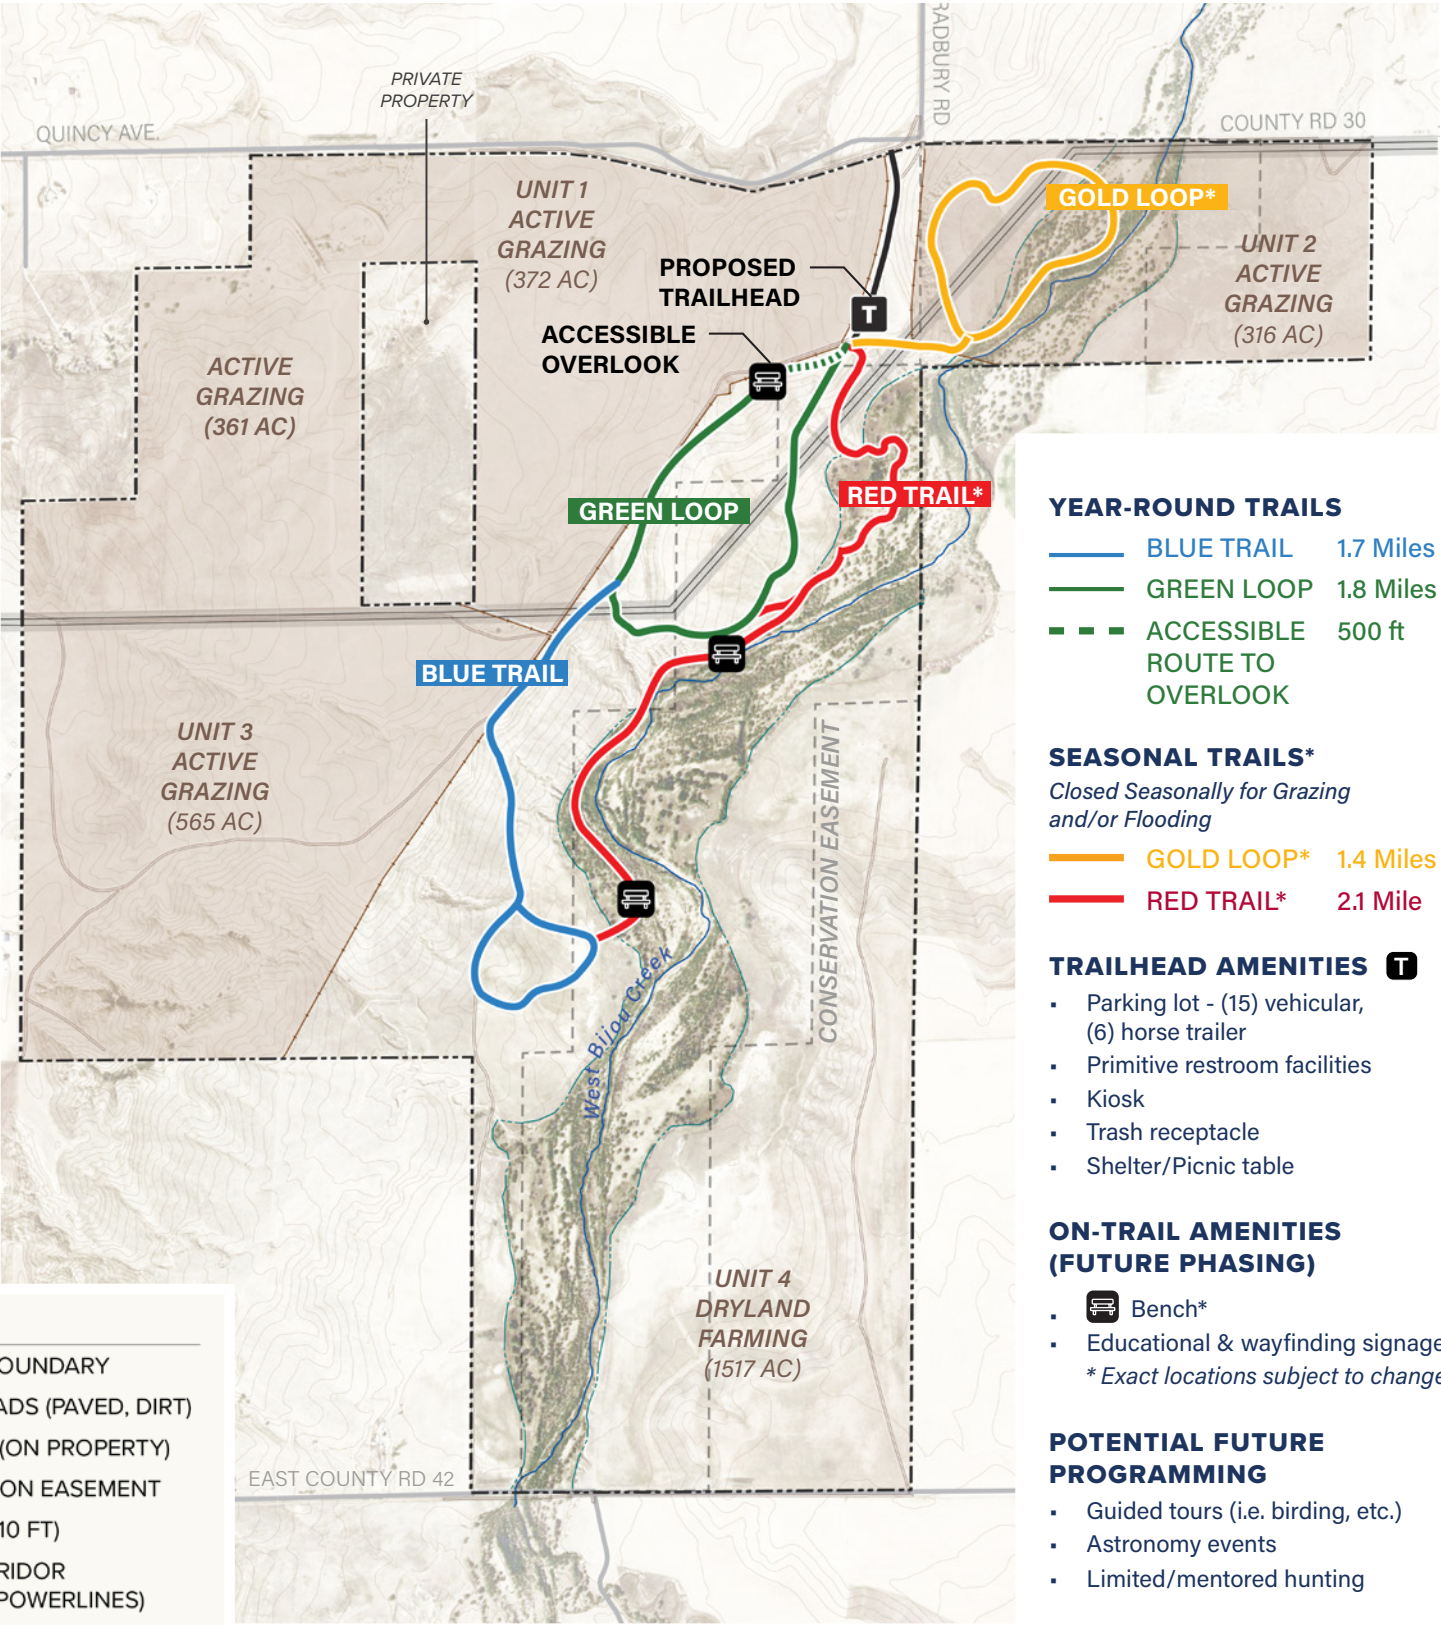 RADBURY RD
PRIVATE
PROPERTY
QUINCY AVE.
COUNTY RD 30
UNIT 1
ACTIVE
GRAZING
(372 AC)
GOLD LOOP*
UNIT 2
ACTIVE
GRAZING
(316 AC)
PROPOSED
TRAILHEAD
T
ACCESSIBLE
OVERLOOK
ACTIVE
GRAZING
(361 AC)
GREEN LOOP
RED TRAIL*
BLUE TRAIL
UNIT 3
ACTIVE
GRAZING
(565 AC)
CONSERVATION EASEMENT
West Bijou Creek
UNIT 4
DRYLAND
FARMING
(1517 AC)
EAST COUNTY RD 42
YEAR-ROUND TRAILS
BLUE TRAIL 1.7 Miles
GREEN LOOP 1.8 Miles
ACCESSIBLE 500 ft
ROUTE TO
OVERLOOK
SEASONAL TRAILS*
Closed Seasonally for Grazing
and/or Flooding
GOLD LOOP* 1.4 Miles
RED TRAIL* 2.1 Mile
TRAILHEAD AMENITIES T
▪ Parking lot - (15) vehicular,
(6) horse trailer
▪ Primitive restroom facilities
▪ Kiosk
▪ Trash receptacle
▪ Shelter/Picnic table
ON-TRAIL AMENITIES
(FUTURE PHASING)
▪ Bench*
▪ Educational & wayfinding signage
* Exact locations subject to change
POTENTIAL FUTURE
PROGRAMMING
▪ Guided tours (i.e. birding, etc.)
▪ Astronomy events
▪ Limited/mentored hunting
OUNDARY
ADS (PAVED, DIRT)
(ON PROPERTY)
ON EASEMENT
10 FT)
RIDOR
POWERLINES)